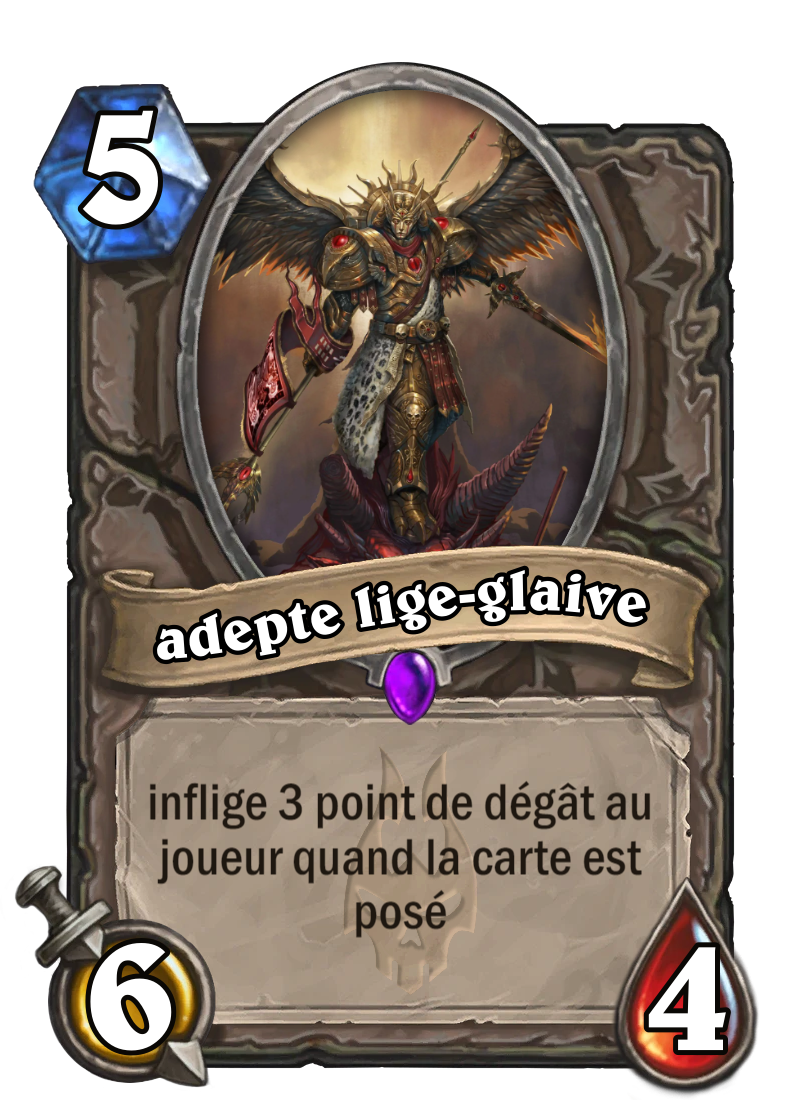 5
adepte lige-glaive
inflige 3 point de dégât au
joueur quand la carte est
posé
6
4